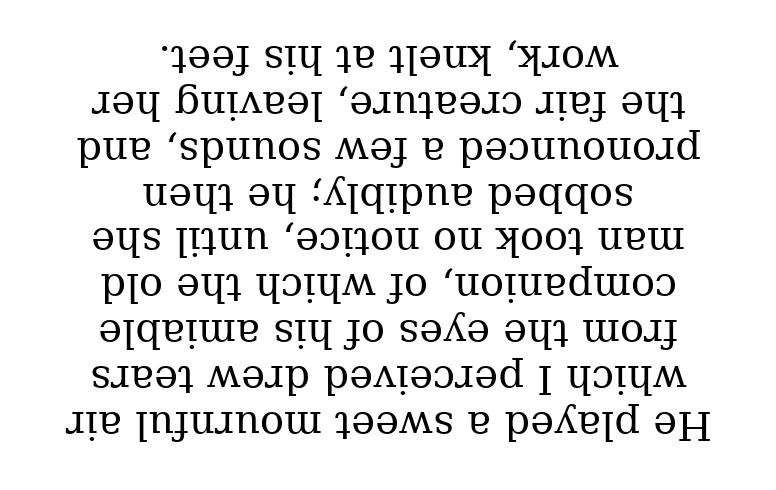 He played a sweet mournful air
which I perceived drew tears
from the eyes of his amiable
companion, of which the old
man took no notice, until she
sobbed audibly; he then
pronounced a few sounds, and
the fair creature, leaving her
work, knelt at his feet.